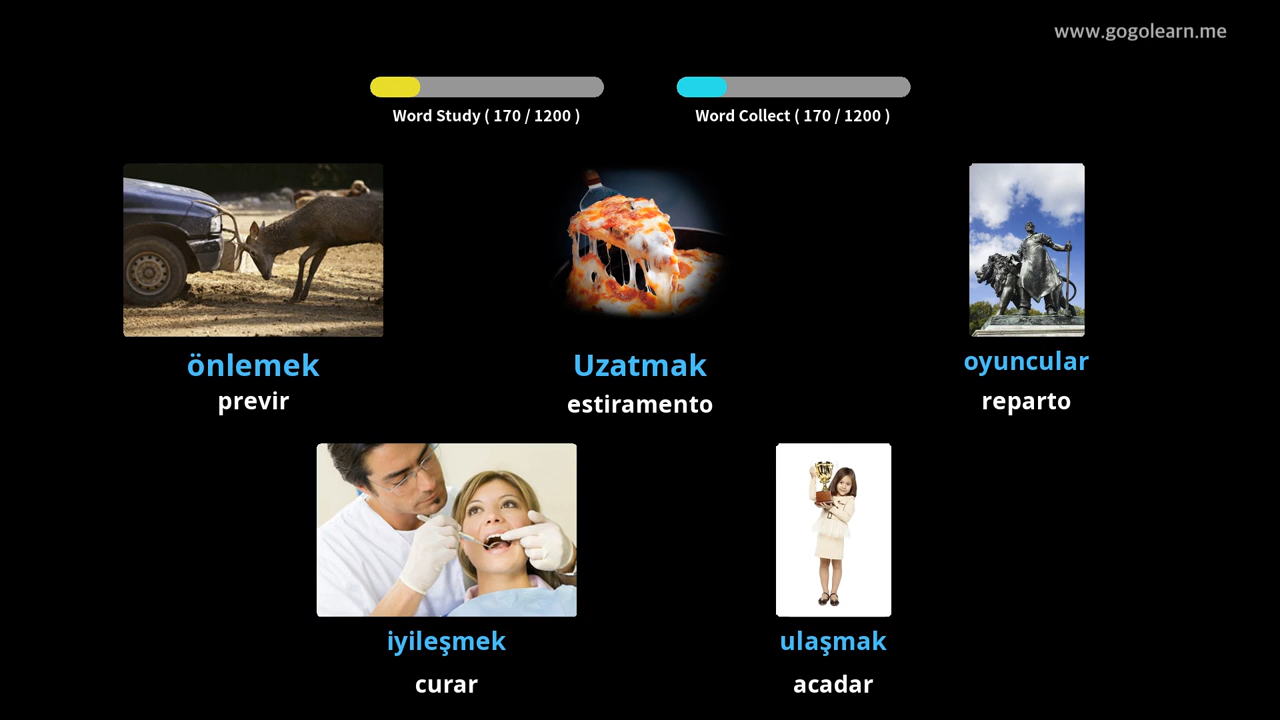 www.gogolearn.me
Word Study ( 170 / 1200 )
Word Collect ( 170 / 1200 )
önlemek
previr
Uzatmak
estiramento
oyuncular
reparto
iyileşmek
curar
ulaşmak
acadar